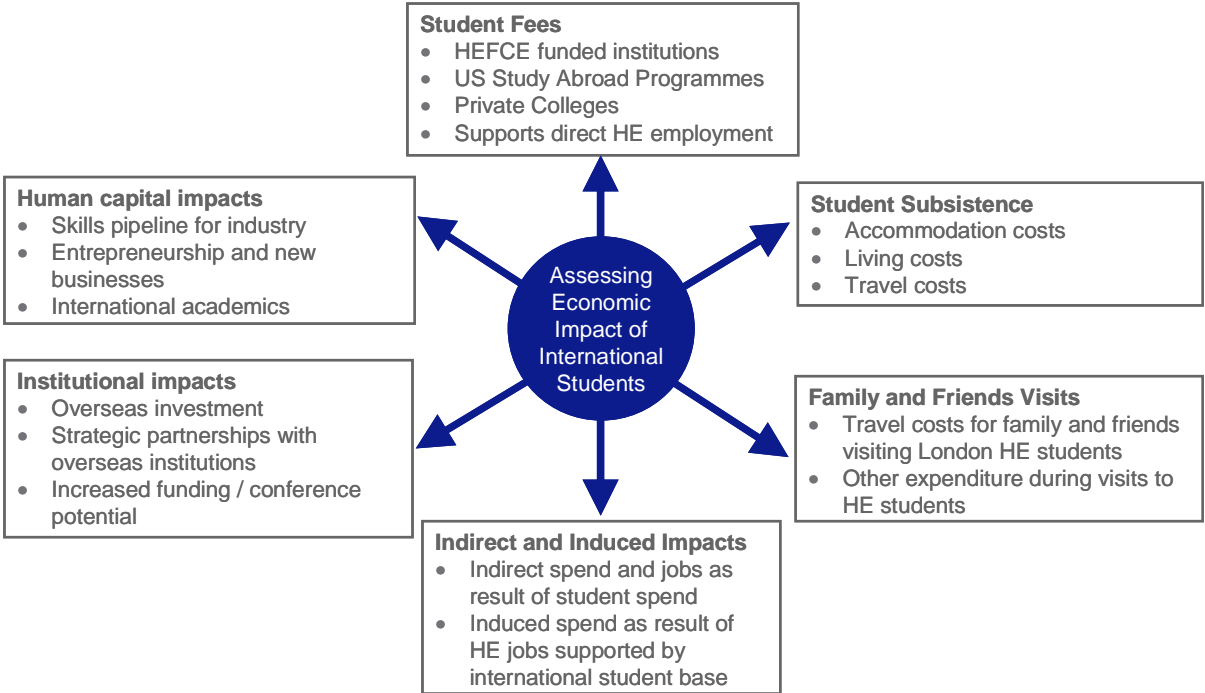 Student Fees
• HEFCE funded institutions
• US Study Abroad Programmes
• Private Colleges
• Supports direct HE employment
Human capital impacts
• Skills pipeline for industry
• Entrepreneurship and new
businesses
• International academics
Student Subsistence
• Accommodation costs
• Living costs
• Travel costs
Assessing
Economic
Impact of
International
Students
Institutional impacts
• Overseas investment
• Strategic partnerships with
overseas institutions
• Increased funding / conference
potential
Family and Friends Visits
• Travel costs for family and friends
visiting London HE students
• Other expenditure during visits to
HE students
Indirect and Induced Impacts
• Indirect spend and jobs as
result of student spend
• Induced spend as result of
HE jobs supported by
international student base